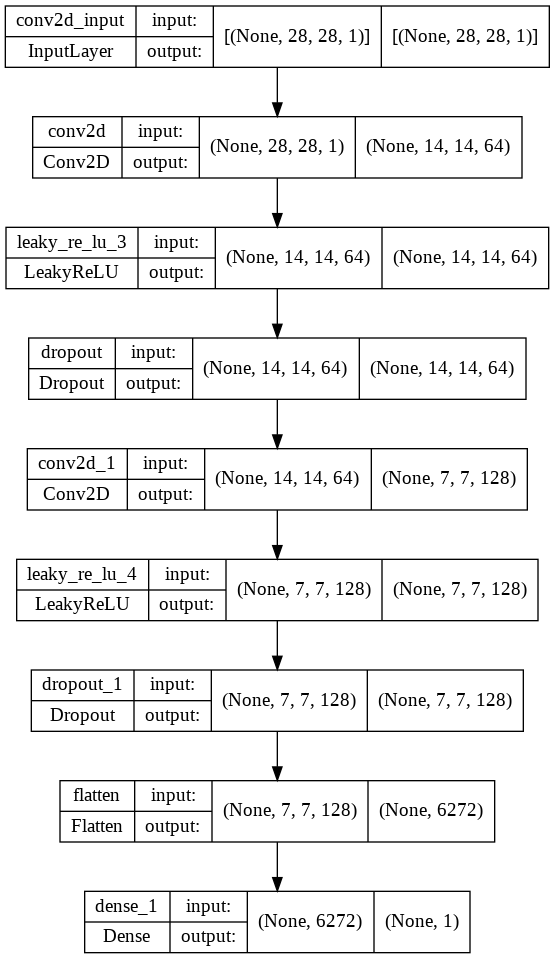 conv2d_input input: [(None, 28, 28, 1)] [(None, 28, 28, 1)]
InputLayer output:
conv2d input: (None, 28, 28, 1) (None, 14, 14, 64)
Conv2D output:
leaky_re_lu_3 input: (None, 14, 14, 64) (None, 14, 14, 64)
LeakyReLU output:
dropout input: (None, 14, 14, 64) (None, 14, 14, 64)
Dropout output:
conv2d_1 input: (None, 14, 14, 64) (None, 7, 7, 128)
Conv2D output:
leaky_re_lu_4 input: (None, 7, 7, 128) (None, 7, 7, 128)
LeakyReLU output:
dropout_1 input: (None, 7, 7, 128) (None, 7, 7, 128)
Dropout output:
flatten input: (None, 7, 7, 128) (None, 6272)
Flatten output:
dense_1 input: (None, 6272) (None, 1)
Dense output: